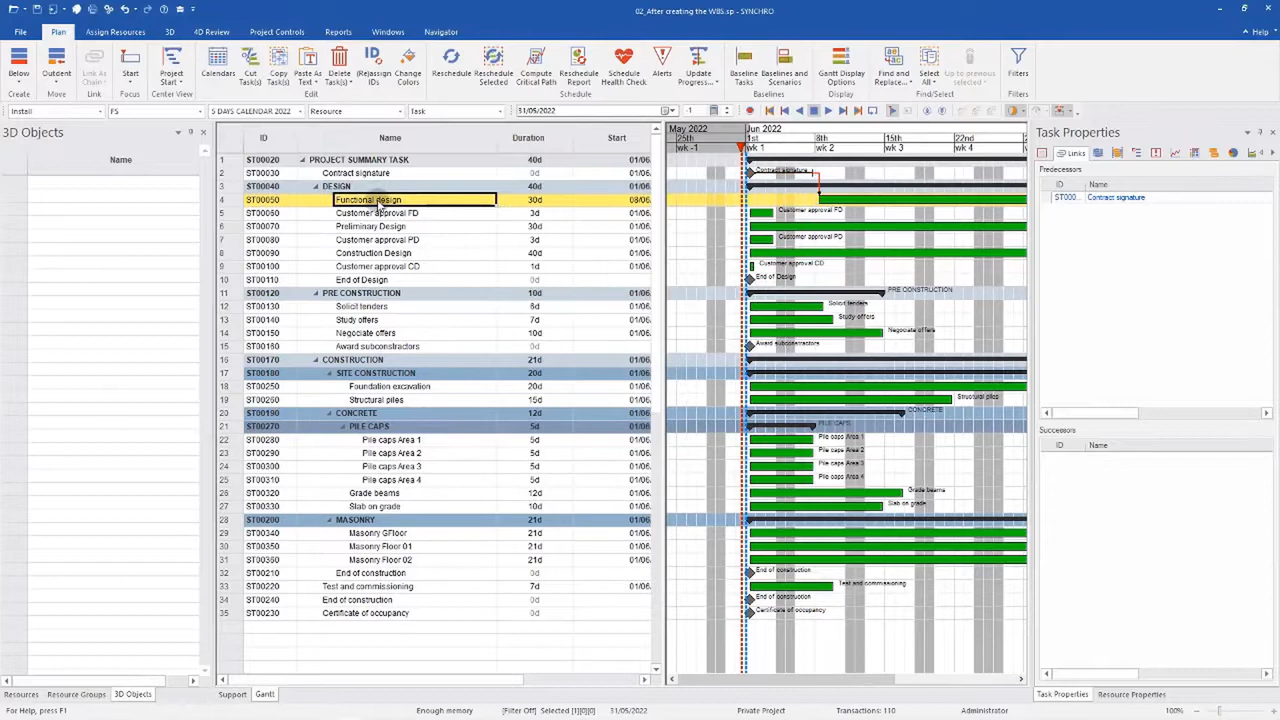 02_After creating the WBS.sp - SYNCHRO
File Plan Assign Resources 3D 4D Review Project Controls 4D Visuals Windows Navigator Help
Below Outdent Link As Chain Start Project Start Calendars Cut Task(s) Copy Task(s) Paste As Text Delete Task(s) (Re)assign IDs Change Colors Reschedule Reschedule Selected Compute Critical Path Reschedule Report Schedule Health Check Alerts Update Progress... Baseline Tasks Baselines and Scenarios Gantt Display Options Find and Replace... Select All Up to previous selected Filters
Create Move Link Focus Center View Edit Schedule Baselines Display Find/Select Filters
Install FS 5 DAYS CALENDAR 2022 Resource Task 31/05/2022 -1
3D Objects
Name
ID Name Duration Start
1 ST00020 PROJECT SUMMARY TASK 40d 01/06.
2 ST00030 Contract signature 0d
3 ST00040 DESIGN 40d 01/06.
4 ST00050 Functional design 30d 08/06.
5 ST00060 Customer approval FD 3d 01/06.
6 ST00070 Preliminary Design 30d 01/06.
7 ST00080 Customer approval PD 3d 01/06.
8 ST00090 Construction Design 40d 01/06.
9 ST00100 Customer approval CD 1d 01/06.
10 ST00110 End of Design 0d
11 ST00120 PRE CONSTRUCTION 10d 01/06.
12 ST00130 Solicit tenders 8d 01/06.
13 ST00140 Study offers 7d 01/06.
14 ST00150 Negociate offers 10d 01/06.
15 ST00160 Award subcontractors 0d
16 ST00170 CONSTRUCTION 21d 01/06.
17 ST00180 SITE CONSTRUCTION 20d 01/06.
18 ST00250 Foundation excavation 20d 01/06.
19 ST00260 Structural piles 15d 01/06.
20 ST00190 CONCRETE 12d 01/06.
21 ST00270 PILE CAPS 5d 01/06.
22 ST00280 Pile caps Area 1 5d 01/06.
23 ST00290 Pile caps Area 2 5d 01/06.
24 ST00300 Pile caps Area 3 5d 01/06.
25 ST00310 Pile caps Area 4 5d 01/06.
26 ST00320 Grade beams 12d 01/06.
27 ST00330 Slab on grade 10d 01/06.
28 ST00200 MASONRY 21d 01/06.
29 ST00340 Masonry GFloor 21d 01/06.
30 ST00350 Masonry Floor 01 21d 01/06.
31 ST00360 Masonry Floor 02 21d 01/06.
32 ST00210 End of construction 0d
33 ST00220 Test and commissioning 7d 01/06.
34 ST00240 End of construction 0d
35 ST00230 Certificate of occupancy 0d
May 2022 Jun 2022
25th 1st 8th 15th 22nd
wk -1 wk 1 wk 2 wk 3 wk 4
Contract signature
Customer approval FD
Customer approval PD
Customer approval CD
End of Design
PRE CONSTRUCTION
Solicit tenders
Study offers
Negociate offers
Award subcontractors
Structural piles
CONCRETE
PILE CAPS
Pile caps Area 1
Pile caps Area 2
Pile caps Area 3
Pile caps Area 4
Grade beams
Slab on grade
End of construction
Test and commissioning
End of construction
Certificate of occupancy
Task Properties
Links
Predecessors
ID Name
ST000... Contract signature
Successors
ID Name
Resources Resource Groups 3D Objects Support Gantt Task Properties Resource Properties
For Help, press F1 Enough memory [Filter Off] Selected [1][0][0] 31/05/2022 Private Project Transactions: 110 Administrator 100%